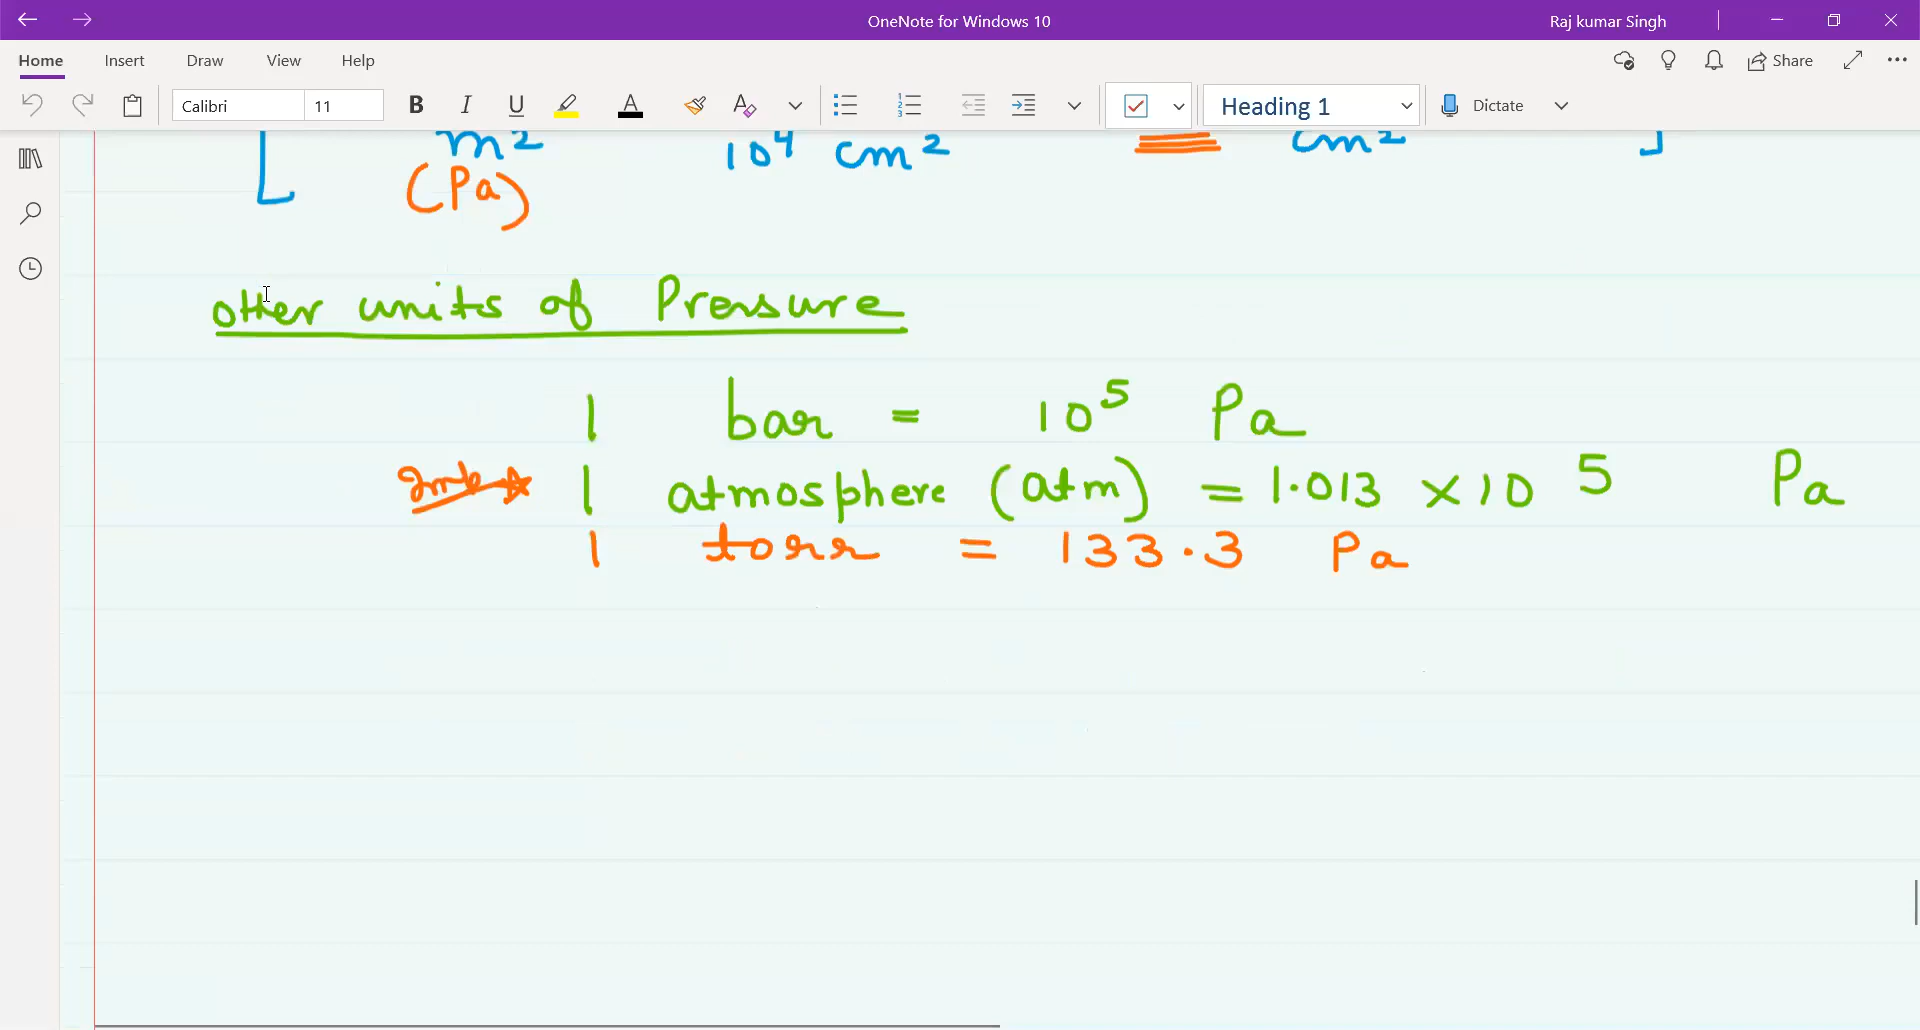 OneNote for Windows 10
Raj kumar Singh
Home Insert Draw View Help
Share
Calibri 11 B I U A
Heading 1
Dictate
m² 10⁴ cm² cm²
(Pa)
other units of Pressure
1 bar = 10⁵ Pa
Imp → 1 atmosphere (atm) = 1.013 × 10⁵ Pa
1 torr = 133.3 Pa